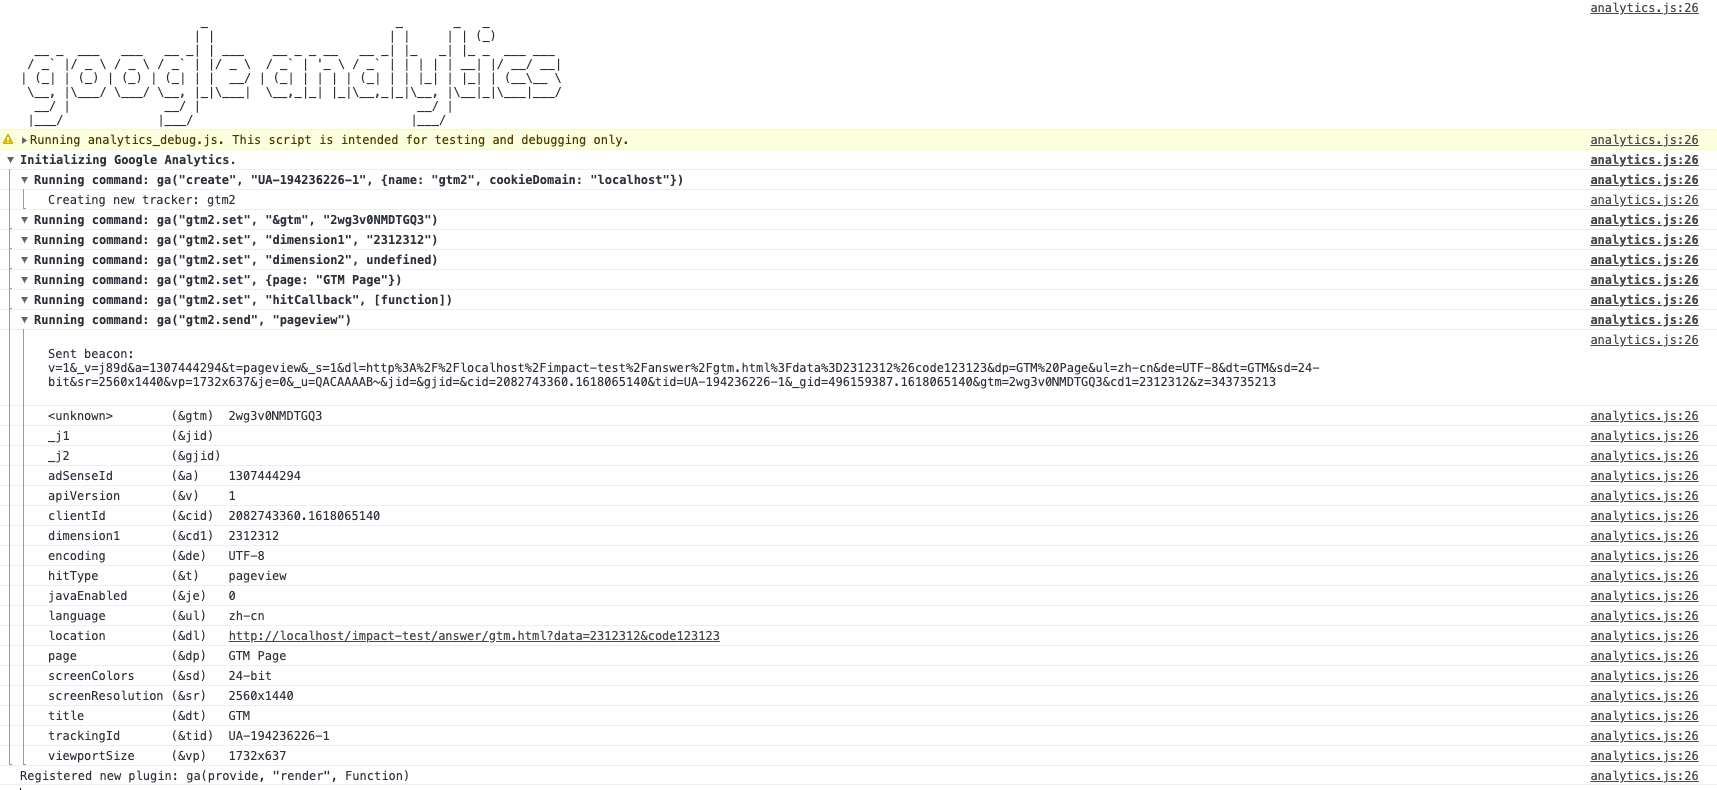 analytics.js:26
googleanalytics
Running analytics_debug.js. This script is intended for testing and debugging only. analytics.js:26
Initializing Google Analytics. analytics.js:26
Running command: ga("create", "UA-194236226-1", {name: "gtm2", cookieDomain: "localhost"}) analytics.js:26
Creating new tracker: gtm2 analytics.js:26
Running command: ga("gtm2.set", "&gtm", "2wg3v0NMDTGQ3") analytics.js:26
Running command: ga("gtm2.set", "dimension1", "2312312") analytics.js:26
Running command: ga("gtm2.set", "dimension2", undefined) analytics.js:26
Running command: ga("gtm2.set", {page: "GTM Page"}) analytics.js:26
Running command: ga("gtm2.set", "hitCallback", [function]) analytics.js:26
Running command: ga("gtm2.send", "pageview") analytics.js:26
analytics.js:26
Sent beacon:
v=1&_v=j89d&a=1307444294&t=pageview&_s=1&dl=http%3A%2F%2Flocalhost%2Fimpact-test%2Fanswer%2Fgtm.html%3Fdata%3D2312312%26code123123&dp=GTM%20Page&ul=zh-cn&de=UTF-8&dt=GTM&sd=24-
bit&sr=2560x1440&vp=1732x637&je=0&_u=QACAAAAB~&jid=&gjid=&cid=2082743360.1618065140&tid=UA-194236226-1&_gid=496159387.1618065140&gtm=2wg3v0NMDTGQ3&cd1=2312312&z=343735213
<unknown> (&gtm) 2wg3v0NMDTGQ3 analytics.js:26
_j1 (&jid) analytics.js:26
_j2 (&gjid) analytics.js:26
adSenseId (&a) 1307444294 analytics.js:26
apiVersion (&v) 1 analytics.js:26
clientId (&cid) 2082743360.1618065140 analytics.js:26
dimension1 (&cd1) 2312312 analytics.js:26
encoding (&de) UTF-8 analytics.js:26
hitType (&t) pageview analytics.js:26
javaEnabled (&je) 0 analytics.js:26
language (&ul) zh-cn analytics.js:26
location (&dl) http://localhost/impact-test/answer/gtm.html?data=2312312&code123123 analytics.js:26
page (&dp) GTM Page analytics.js:26
screenColors (&sd) 24-bit analytics.js:26
screenResolution (&sr) 2560x1440 analytics.js:26
title (&dt) GTM analytics.js:26
trackingId (&tid) UA-194236226-1 analytics.js:26
viewportSize (&vp) 1732x637 analytics.js:26
Registered new plugin: ga(provide, "render", Function) analytics.js:26